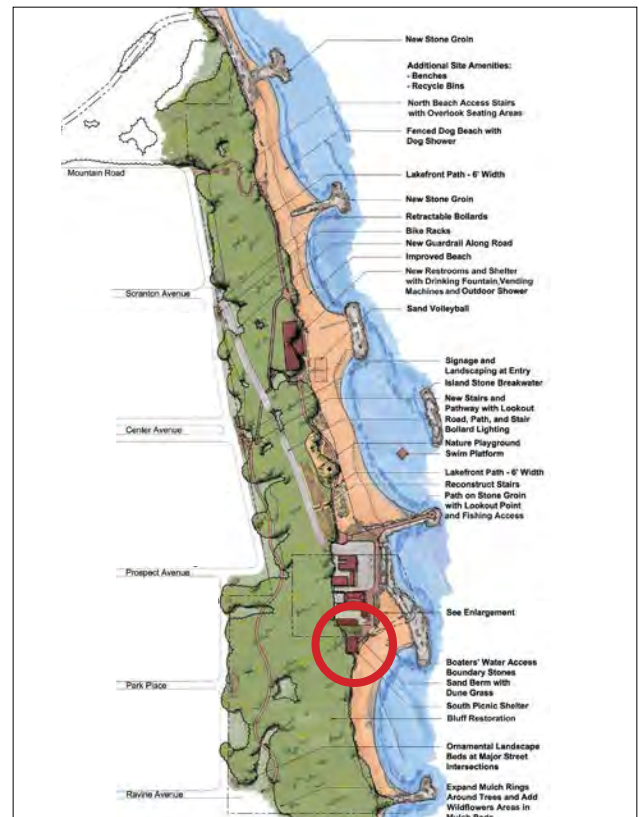 New Stone Groin
Additional Site Amenities:
- Benches
- Recycle Bins
North Beach Access Stairs
with Overlook Seating Areas
Fenced Dog Beach with
Dog Shower
Mountain Road
Lakefront Path - 6' Width
New Stone Groin
Retractable Bollards
Bike Racks
New Guardrail Along Road
Improved Beach
New Restrooms and Shelter
with Drinking Fountain, Vending
Machines and Outdoor Shower
Scranton Avenue
Sand Volleyball
Signage and
Landscaping at Entry
Island Stone Breakwater
New Stairs and
Pathway with Lookout
Road, Path, and Stair
Bollard Lighting
Center Avenue
Nature Playground
Swim Platform
Lakefront Path - 6' Width
Reconstruct Stairs
Path on Stone Groin
with Lookout Point
and Fishing Access
Prospect Avenue
See Enlargement
Boaters' Water Access
Boundary Stones
Sand Berm with
Dune Grass
Park Place
South Picnic Shelter
Bluff Restoration
Ornamental Landscape
Beds at Major Street
Intersections
Ravine Avenue
Expand Mulch Rings
Around Trees and Add
Wildflowers Areas in
Mulch Beds